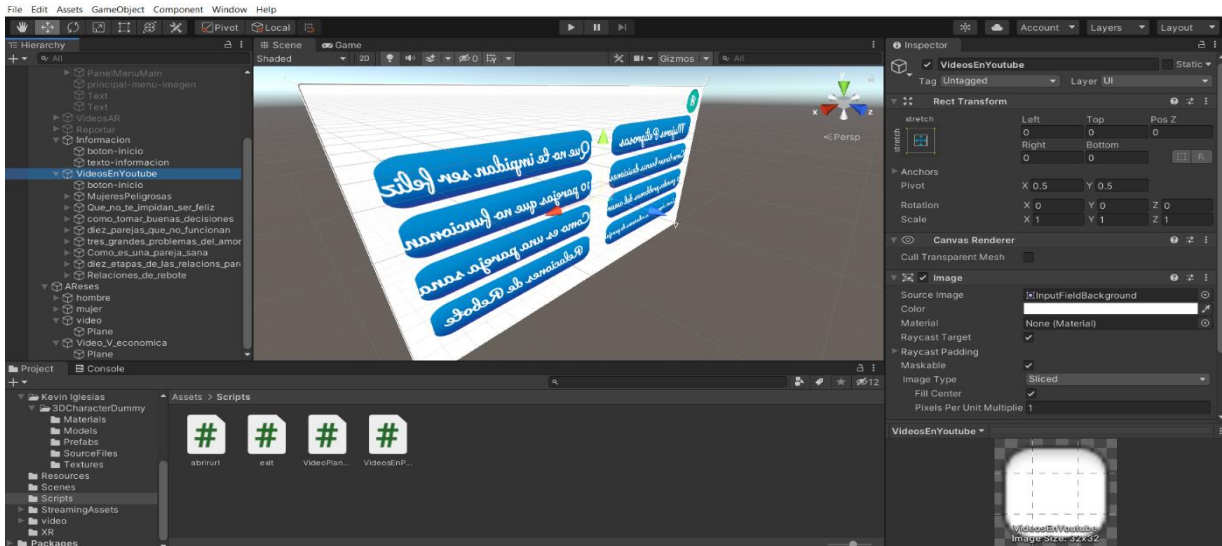 File Edit Assets GameObject Component Window Help
Pivot Local
Account Layers Layout
Hierarchy
All
PanelMenuMain
principal-menu-imagen
Text
Text
VideosAR
Reportar
Informacion
boton-inicio
texto-informacion
VideosEnYoutube
boton-inicio
MujeresPeligrosas
Que_no_te_impidan_ser_feliz
como_tomar_buenas_decisiones
diez_parejas_que_no_funcionan
tres_grandes_problemas_del_amor
Como_es_una_pareja_sana
diez_etapas_de_las_relacions_pare
Relaciones_de_rebote
AReses
hombre
mujer
video
Plane
Video_V_economica
Plane
Scene Game
Shaded 2D 0 Gizmos All
y
x z
Persp
Que no te impidan ser feliz
10 parejas que no funcionan
Como es una pareja sana
Relaciones de Rebote
Mujeres Peligrosas
Inspector
VideosEnYoutube Static
Tag Untagged Layer UI
Rect Transform
stretch Left Top Pos Z
stretch 0 0 0
Right Bottom
0 0 R
Anchors
Pivot X 0.5 Y 0.5
Rotation X 0 Y 0 Z 0
Scale X 1 Y 1 Z 1
Canvas Renderer
Cull Transparent Mesh
Image
Source Image InputFieldBackground
Color
Material None (Material)
Raycast Target
Raycast Padding
Maskable
Image Type Sliced
Fill Center
Pixels Per Unit Multiplie 1
VideosEnYoutube
VideosEnYoutube
Image Size: 32x32
Project Console
12
Kevin Iglesias
3DCharacterDummy
Materials
Models
Prefabs
SourceFiles
Textures
Resources
Scenes
Scripts
StreamingAssets
video
XR
Packages
Assets > Scripts
# # # #
abrirurl exit VideoPlan... VideosEnP...